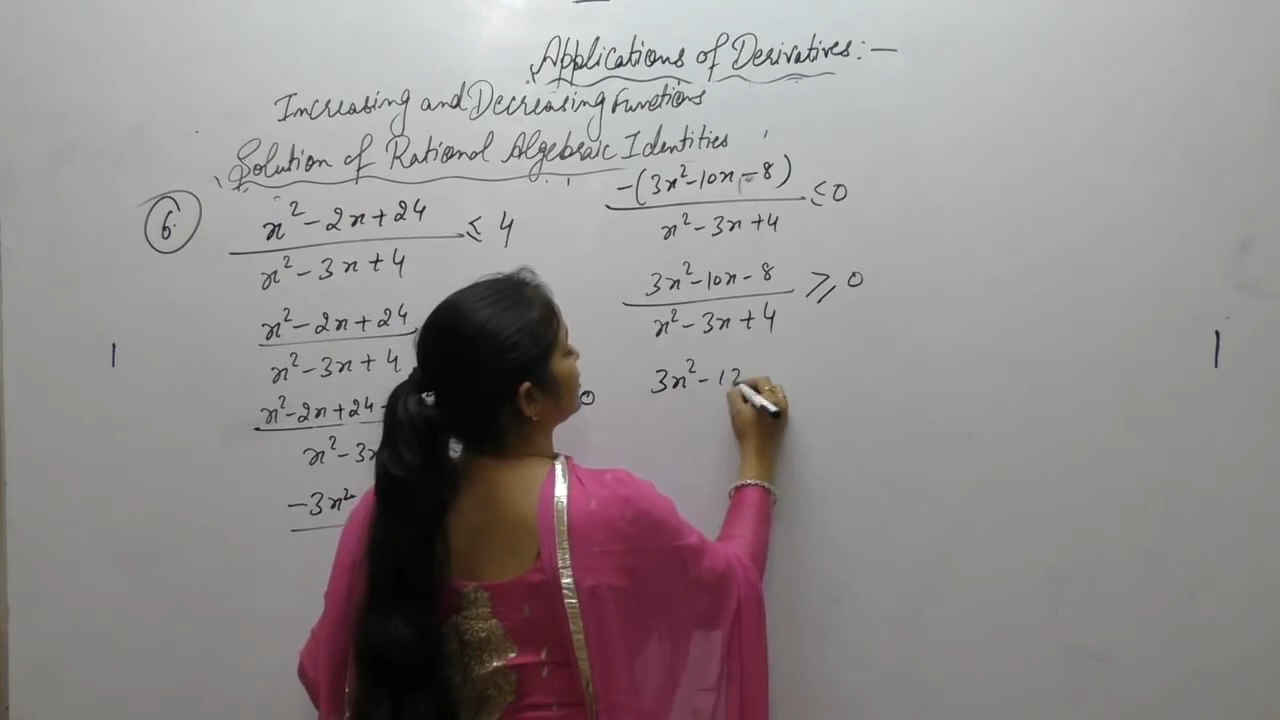 Applications of Derivatives:—
Increasing and Decreasing Functions
Solution of Rational Algebraic Identities
6.
x² - 2x + 24
x² - 3x + 4
≤ 4
x² - 2x + 24
x² - 3x + 4
x² - 2x + 24
x² - 3x
- 3x²
-(3x² - 10x - 8)
x² - 3x + 4
≤ 0
3x² - 10x - 8
x² - 3x + 4
≥ 0
3x² - 12